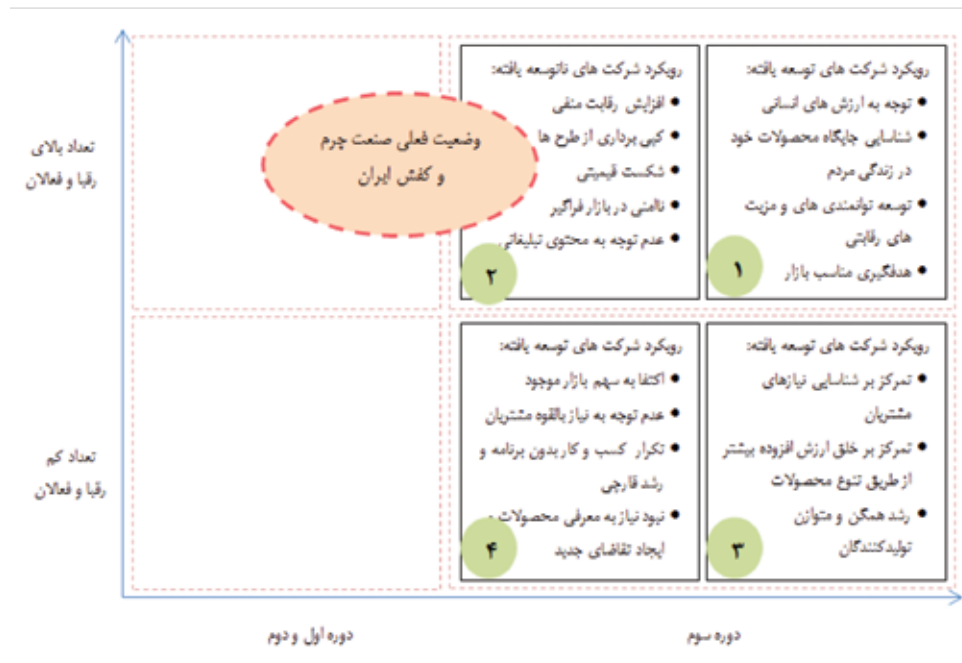 تعداد بالای
رقبا و فعالان
رویکرد شرکت های توسعه یافته:
● توجه به ارزش های انسانی
● شناسایی جایگاه محصولات خود
در زندگی مردم
● توسعه توانمندی های و مزیت
های رقابتی
● هدفگیری مناسب بازار
۱
رویکرد شرکت های ناتوسعه یافته:
● افزایش رقابت منفی
● کپی برداری از طرح ها
● شکست قیمیتی
● ناامنی در بازار فراگیر
● عدم توجه به محتوی تبلیغاتی
۲
وضعیت فعلی صنعت چرم
و کفش ایران
تعداد کم
رقبا و فعالان
رویکرد شرکت های توسعه یافته:
● تمرکز بر شناسایی نیازهای
مشتریان
● تمرکز بر خلق ارزش افزوده بیشتر
از طریق تنوع محصولات
● رشد همگن و متوازن
تولیدکنندگان
۳
رویکرد شرکت های توسعه یافته:
● اکتفا به سهم بازار موجود
● عدم توجه به نیاز بالقوه مشتریان
● تکرار کسب و کار بدون برنامه و
رشد قارچی
● نبود نیاز به معرفی محصولات و
ایجاد تقاضای جدید
۴
دوره سوم
دوره اول و دوم